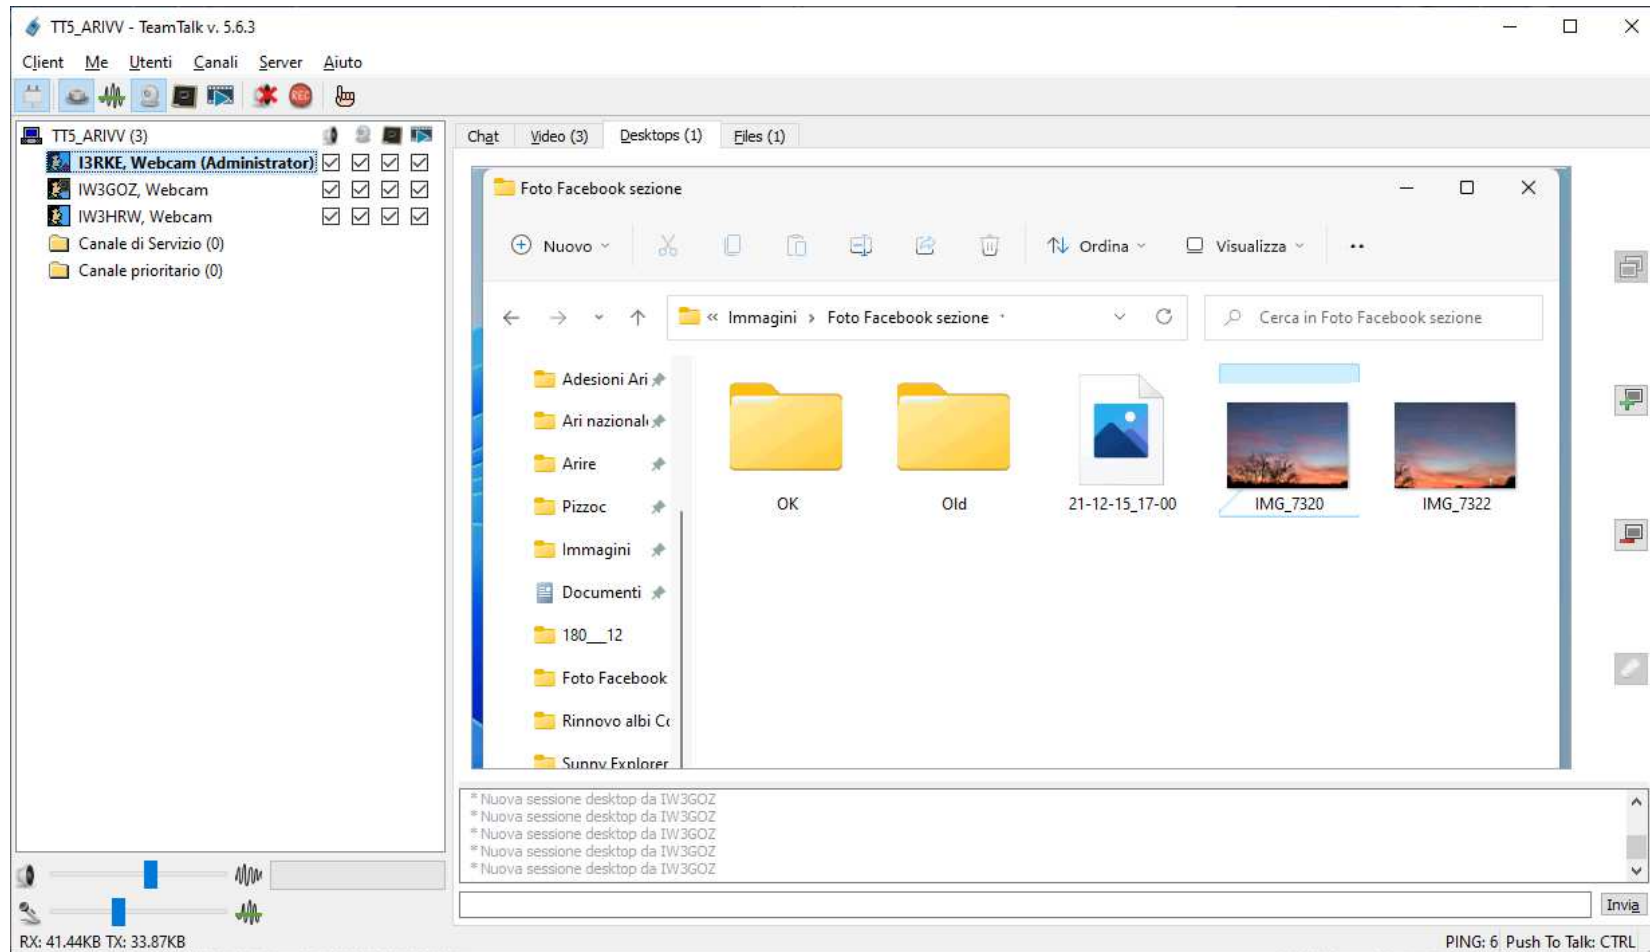 TT5_ARIVV - TeamTalk v. 5.6.3
Client Me Utenti Canali Server Aiuto
REC
TT5_ARIVV (3)
I3RKE, Webcam (Administrator)
IW3GOZ, Webcam
IW3HRW, Webcam
Canale di Servizio (0)
Canale prioritario (0)
Chat Video (3) Desktops (1) Files (1)
Foto Facebook sezione
Nuovo Ordina Visualizza
« Immagini › Foto Facebook sezione
Cerca in Foto Facebook sezione
Adesioni Ari
Ari nazional
Arire
Pizzoc
Immagini
Documenti
180__12
Foto Facebook
Rinnovo albi
Sunny Explorer
OK Old 21-12-15_17-00 IMG_7320 IMG_7322
* Nuova sessione desktop da IW3GOZ
* Nuova sessione desktop da IW3GOZ
* Nuova sessione desktop da IW3GOZ
* Nuova sessione desktop da IW3GOZ
* Nuova sessione desktop da IW3GOZ
Invia
RX: 41.44KB TX: 33.87KB
PING: 6 Push To Talk: CTRL